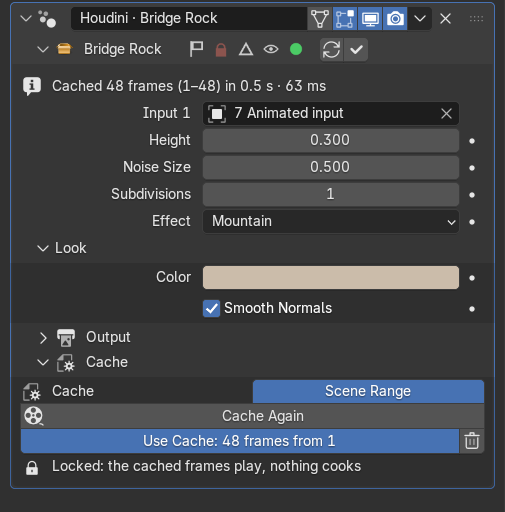 Houdini · Bridge Rock
Bridge Rock
Cached 48 frames (1–48) in 0.5 s · 63 ms
Input 1 7 Animated input
Height 0.300
Noise Size 0.500
Subdivisions 1
Effect Mountain
Look
Color
Smooth Normals
Output
Cache
Cache Scene Range
Cache Again
Use Cache: 48 frames from 1
Locked: the cached frames play, nothing cooks